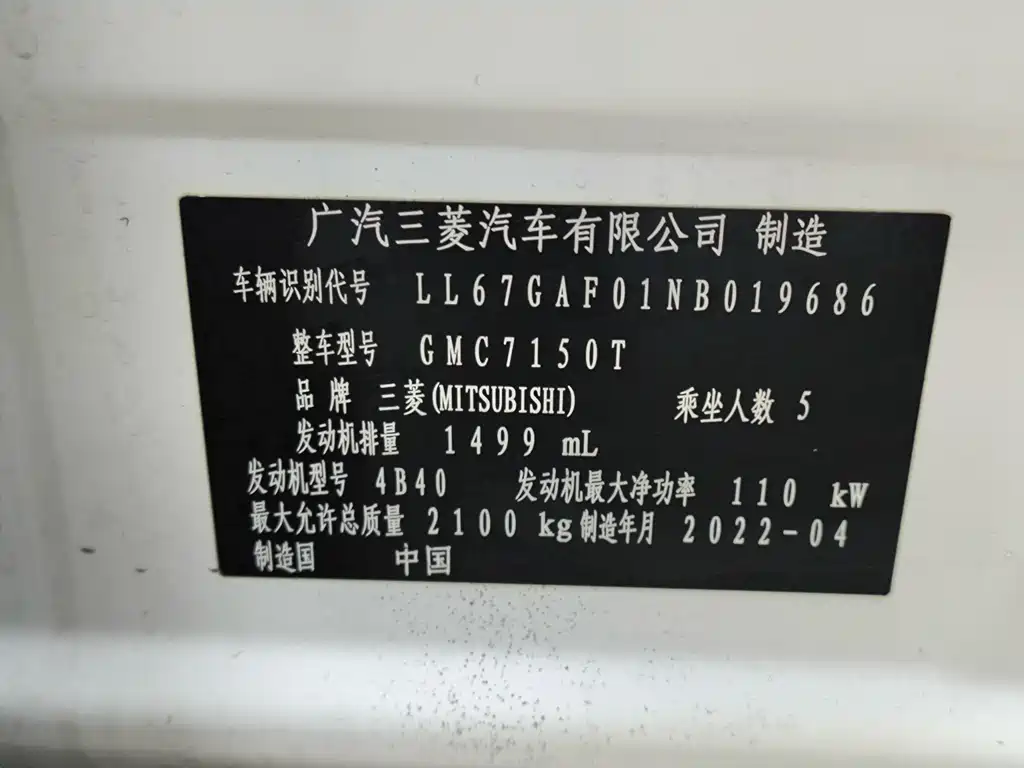 广汽三菱汽车有限公司 制造
车辆识别代号 LL67GAF01NB019686
整车型号 GMC7150T
品牌 三菱(MITSUBISHI) 乘坐人数 5
发动机排量 1499 mL
发动机型号 4B40 发动机最大净功率 110 kW
最大允许总质量 2100 kg 制造年月 2022-04
制造国 中国